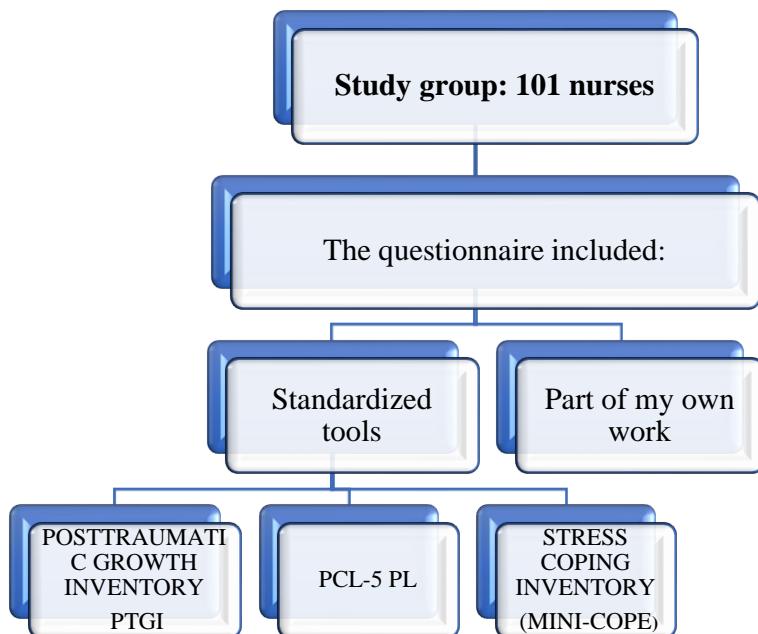 Study group: 101 nurses
The questionnaire included:
Standardized
tools
Part of my own
work
POSTTRAUMATI
C GROWTH
INVENTORY
PTGI
PCL-5 PL
STRESS
COPING
INVENTORY
(MINI-COPE)